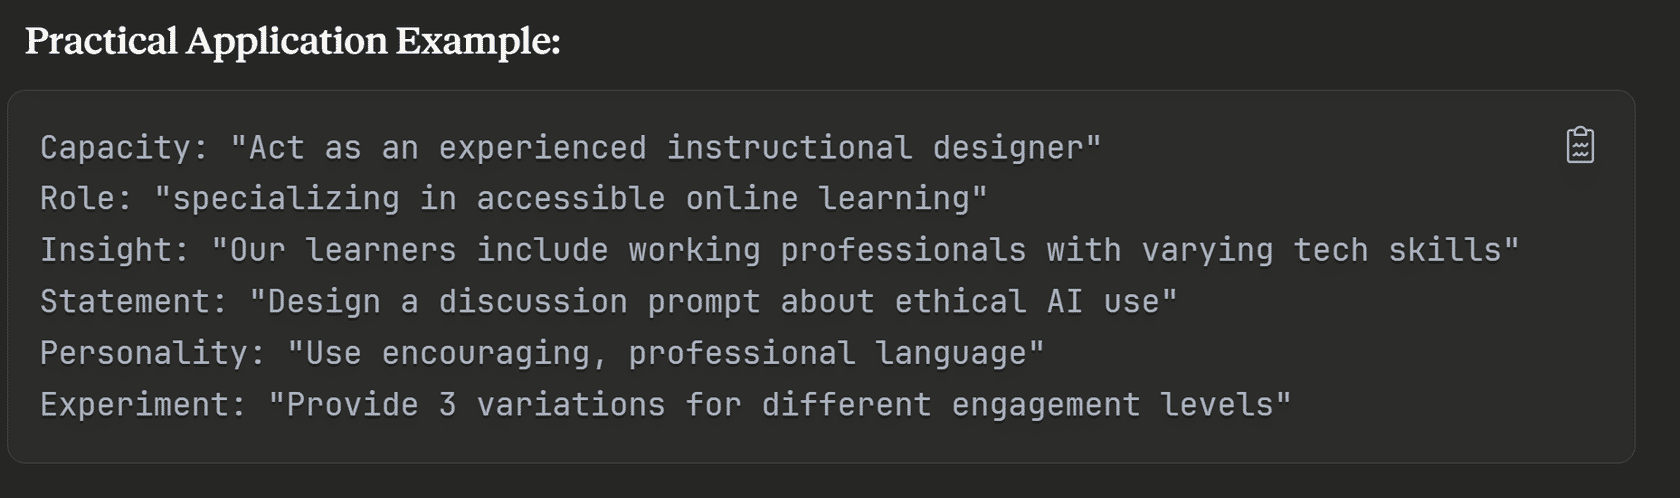 Practical Application Example:
Capacity: "Act as an experienced instructional designer"
Role: "specializing in accessible online learning"
Insight: "Our learners include working professionals with varying tech skills"
Statement: "Design a discussion prompt about ethical AI use"
Personality: "Use encouraging, professional language"
Experiment: "Provide 3 variations for different engagement levels"